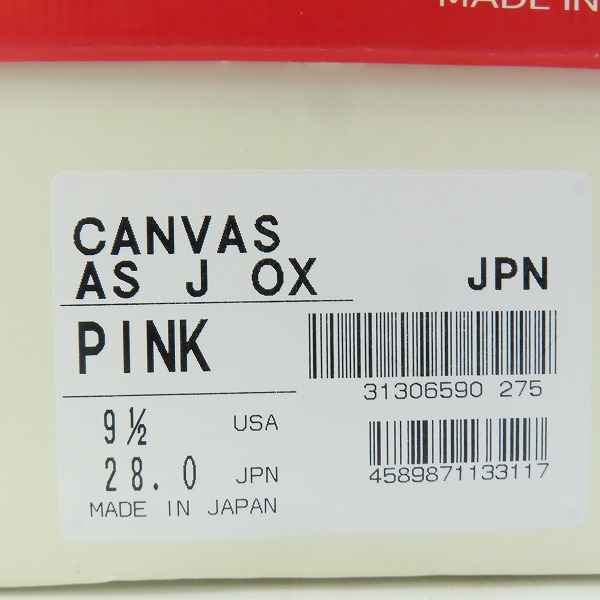 MADE IN
CANVAS
AS J OX JPN
PINK
31306590 275
9½ USA
28.0 JPN
4589871133117
MADE IN JAPAN